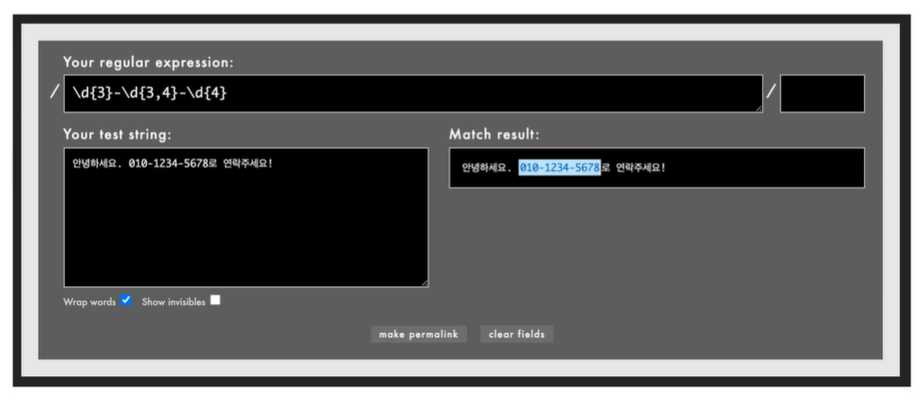 Your regular expression:
/ \d{3}-\d{3,4}-\d{4} /
Your test string:
안녕하세요. 010-1234-5678로 연락주세요!
Match result:
안녕하세요. 010-1234-5678로 연락주세요!
Wrap words
Show invisibles
make permalink
clear fields